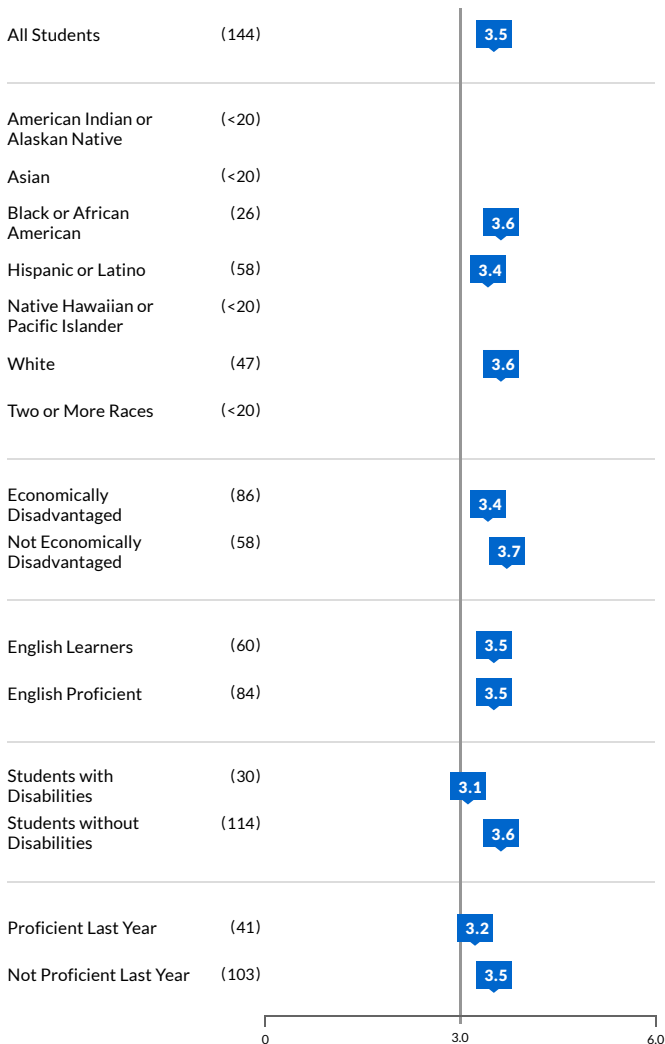 All Students (144) 3.5
American Indian or (<20)
Alaskan Native
Asian (<20)
Black or African (26) 3.6
American
Hispanic or Latino (58) 3.4
Native Hawaiian or (<20)
Pacific Islander
White (47) 3.6
Two or More Races (<20)
Economically (86) 3.4
Disadvantaged
Not Economically (58) 3.7
Disadvantaged
English Learners (60) 3.5
English Proficient (84) 3.5
Students with (30) 3.1
Disabilities
Students without (114) 3.6
Disabilities
Proficient Last Year (41) 3.2
Not Proficient Last Year (103) 3.5
0 3.0 6.0